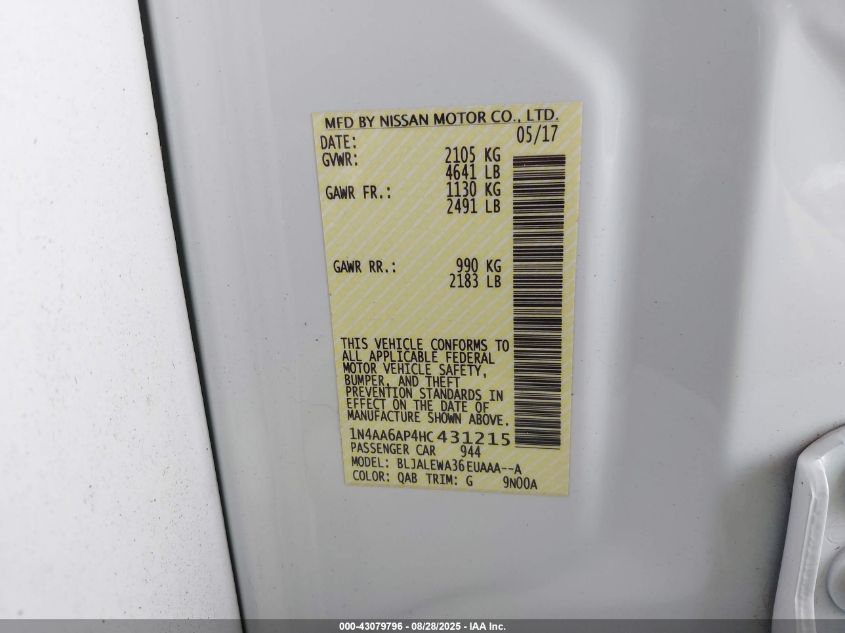 MFD BY NISSAN MOTOR CO., LTD.
DATE: 05/17
GVWR: 2105 KG
4641 LB
GAWR FR.: 1130 KG
2491 LB
GAWR RR.: 990 KG
2183 LB
THIS VEHICLE CONFORMS TO
ALL APPLICABLE FEDERAL
MOTOR VEHICLE SAFETY,
BUMPER, AND THEFT
PREVENTION STANDARDS IN
EFFECT ON THE DATE OF
MANUFACTURE SHOWN ABOVE.
1N4AA6AP4HC431215
PASSENGER CAR 944
MODEL: BLJALEWA36EUAAA--A
COLOR: QAB TRIM: G 9N00A
000-43079796 - 08/28/2025 - IAA Inc.